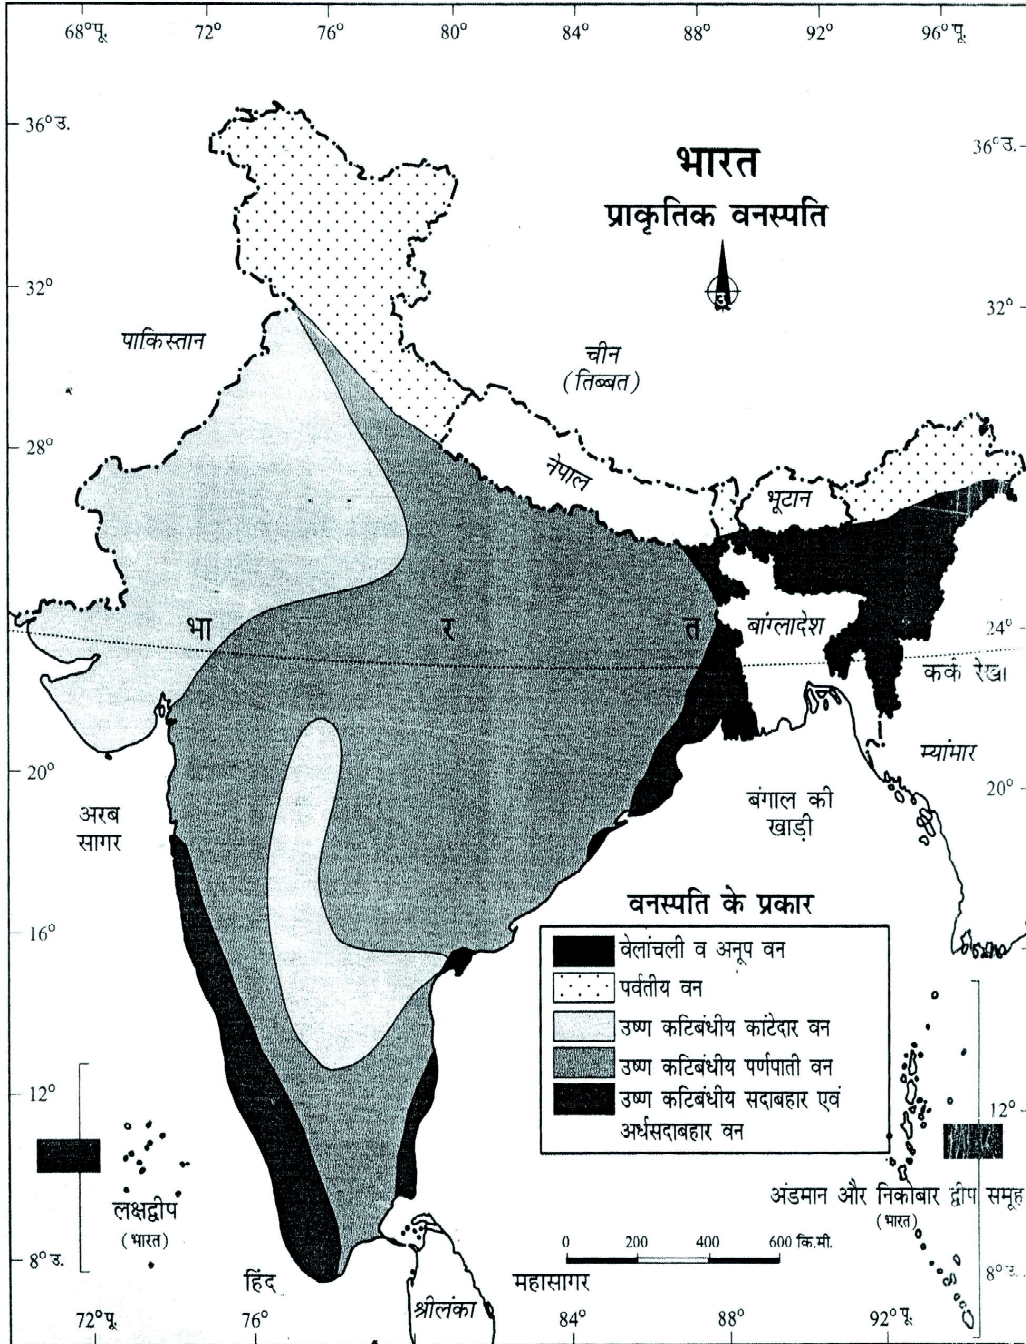 68°पू. 72° 76° 80° 84° 88° 92° 96°पू.
36°उ. 36°उ.
भारत
प्राकृतिक वनस्पति
उ
32° 32°
पाकिस्तान
चीन
(तिब्बत)
28°
नेपाल
भूटान
भा र त
बांग्लादेश
24°
कर्क रेखा
म्यांमार
20° 20°
अरब
सागर
बंगाल की
खाड़ी
16°
वनस्पति के प्रकार
वेलांचली व अनूप वन
पर्वतीय वन
उष्ण कटिबंधीय कांटेदार वन
उष्ण कटिबंधीय पर्णपाती वन
उष्ण कटिबंधीय सदाबहार एवं
अर्धसदाबहार वन
12° 12°
लक्षद्वीप
(भारत)
अंडमान और निकोबार द्वीप समूह
(भारत)
0 200 400 600 कि.मी.
8°उ. 8°उ.
हिंद महासागर
श्रीलंका
72°पू. 76° 84° 88° 92°पू.